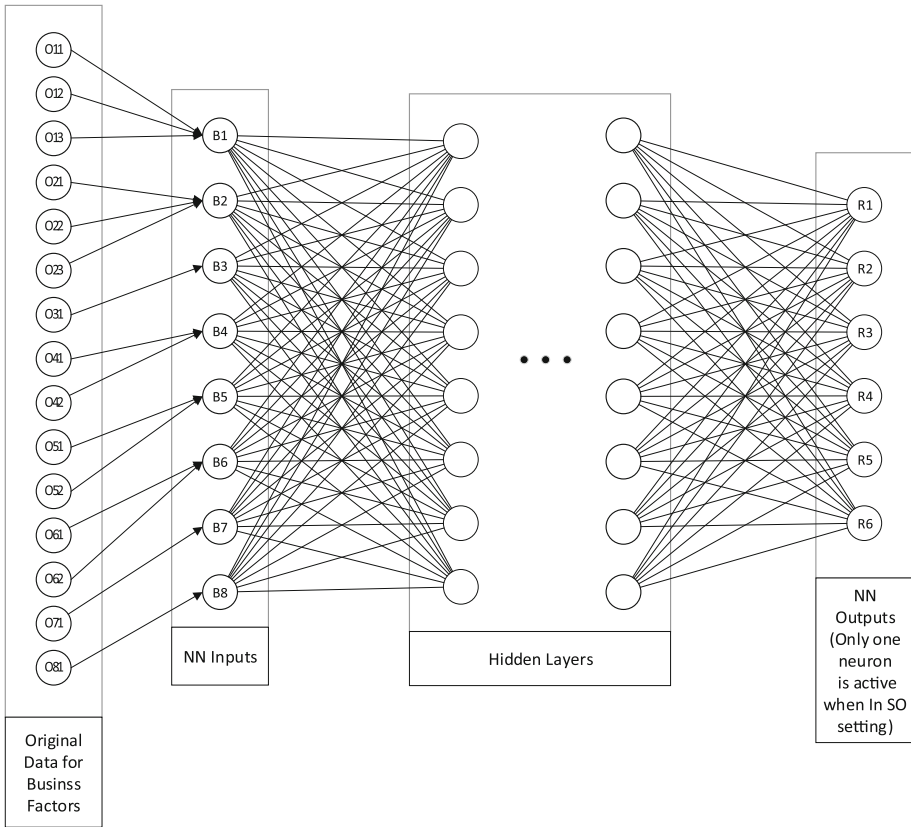 O11
O12
O13
O21
O22
O23
O31
O41
O42
O51
O52
O61
O62
O71
O81
Original
Data for
Businss
Factors
B1
B2
B3
B4
B5
B6
B7
B8
NN Inputs
Hidden Layers
R1
R2
R3
R4
R5
R6
NN
Outputs
(Only one
neuron
is active
when In SO
setting)